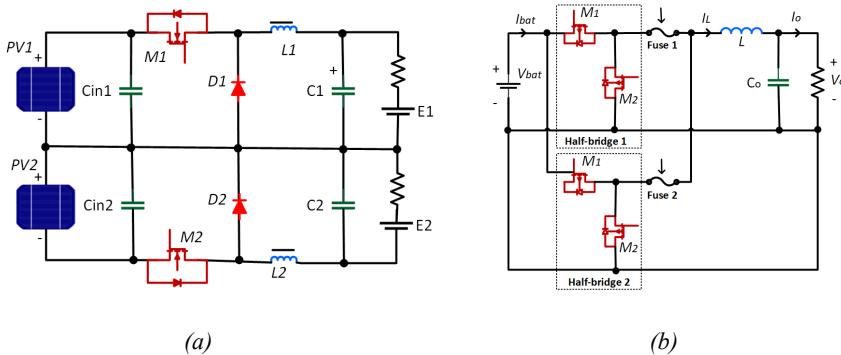 PV1
+
-
Cin1
M1
D1
L1
C1
+
E1
PV2
+
-
Cin2
M2
D2
L2
C2
E2
(a)
Ibat
M1
Fuse 1
IL
L
Io
+
Vbat
-
M2
Co
+
-
Half-bridge 1
M1
Fuse 2
M2
Half-bridge 2
(b)